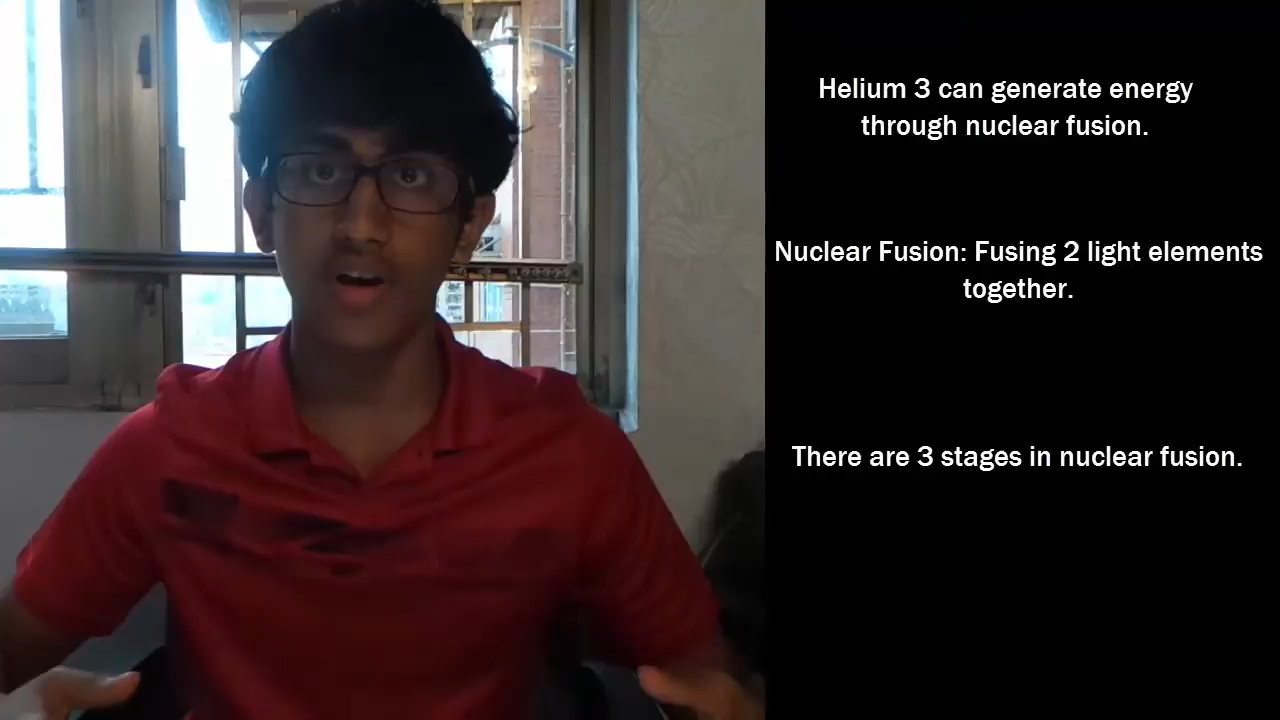 Helium 3 can generate energy
through nuclear fusion.
Nuclear Fusion: Fusing 2 light elements
together.
There are 3 stages in nuclear fusion.